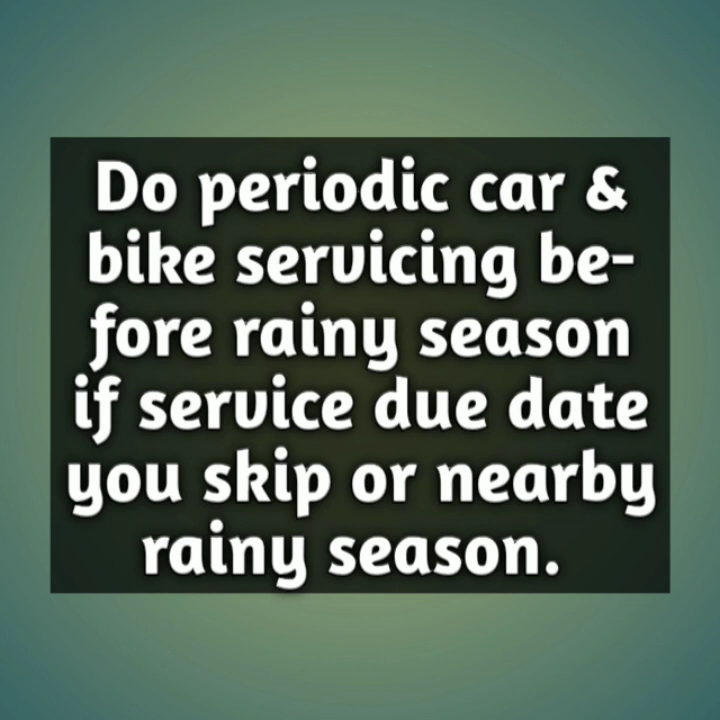 Do periodic car &
bike servicing be-
fore rainy season
if service due date
you skip or nearby
rainy season.